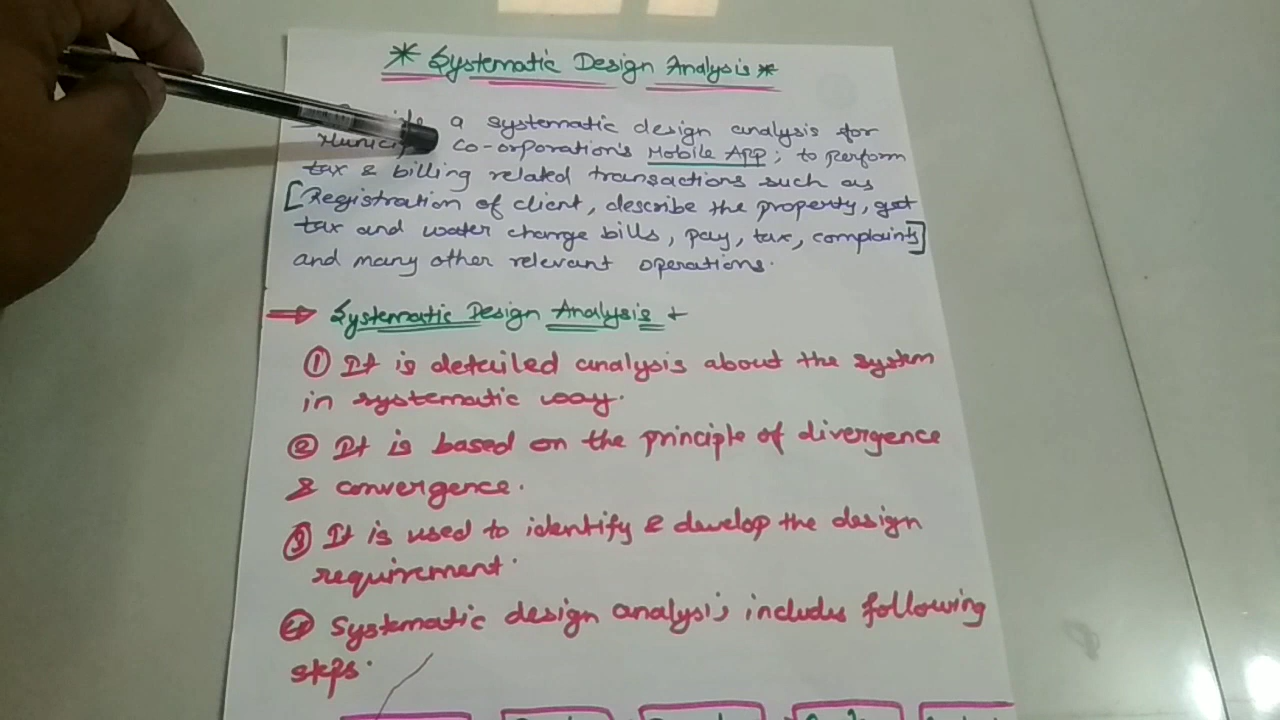 * Systematic Design Analysis *
a systematic design analysis for
Co-orporation's Mobile App; to perform
tax & billing related transactions such as
[Registration of client, describe the property, get
tax and water charge bills, pay, tax, complaints]
and many other relevant operations.
⇒ Systematic Design Analysis
① It is detailed analysis about the system
in systematic way.
② It is based on the principle of divergence
& convergence.
③ It is used to identify & develop the design
requirement.
④ Systematic design analysis includes following
steps.